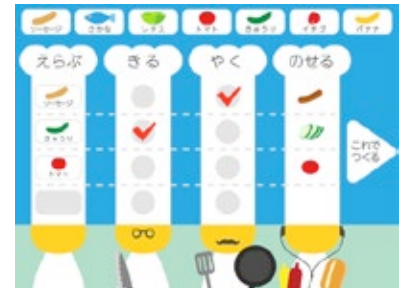 ソーセージ
さかな
レタス
トマト
きゅうり
イチゴ
バナナ
えらぶ
きる
やく
のせる
ソーセージ
きゅうり
トマト
これで
つくる